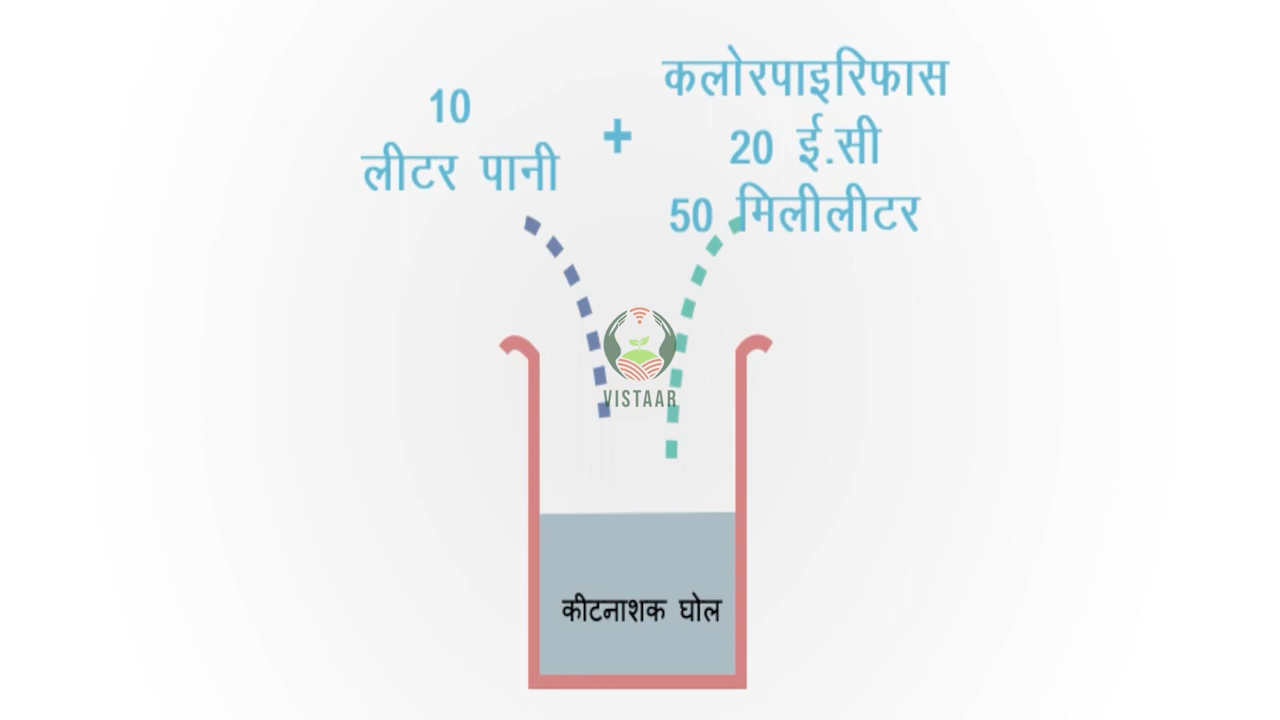 10
लीटर पानी
+
कलोरपाइरिफास
20 ई.सी
50 मिलीलीटर
VISTAAR
कीटनाशक घोल